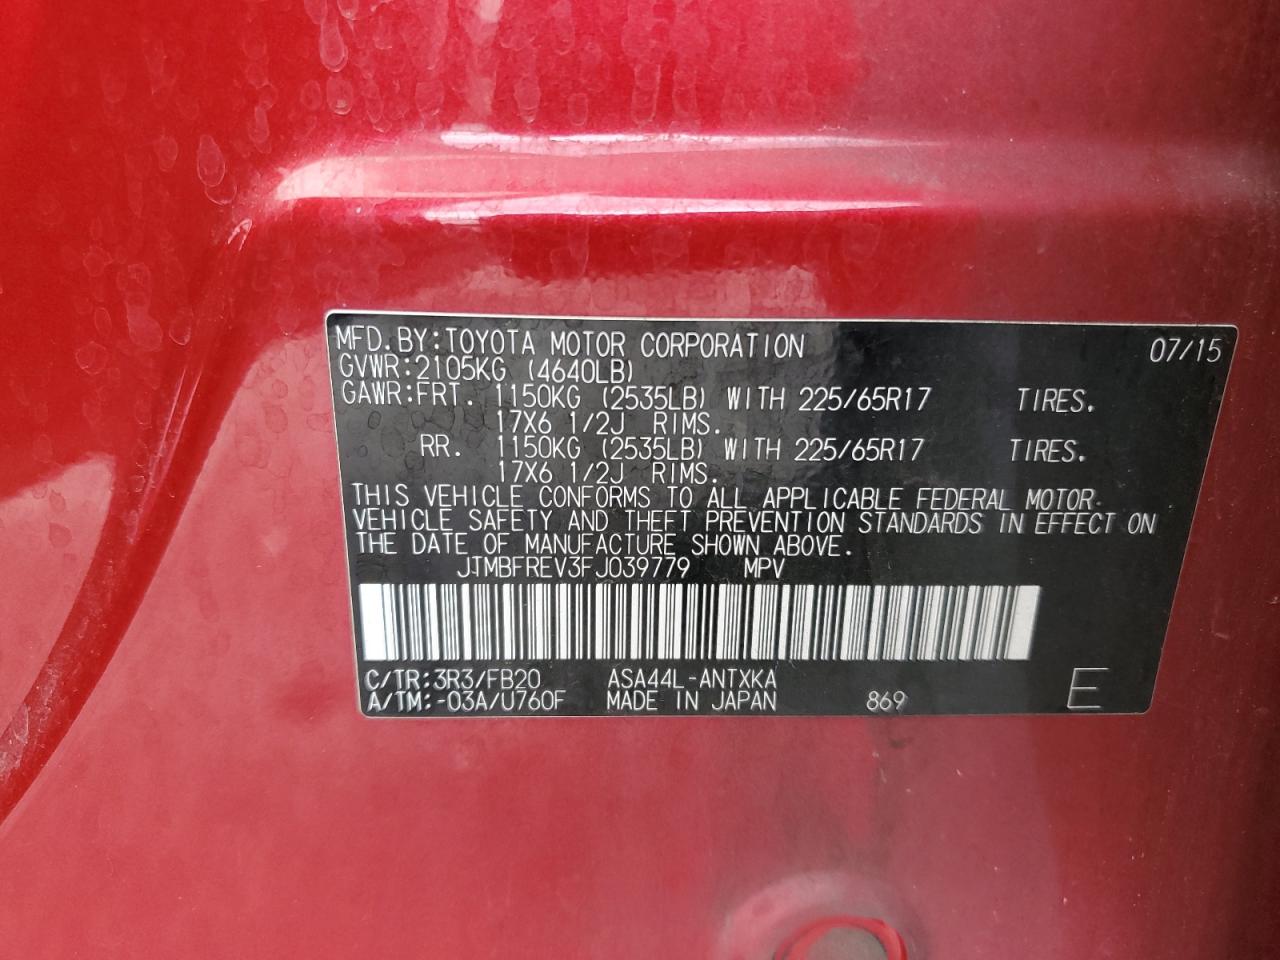 MFD. BY: TOYOTA MOTOR CORPORATION 07/15
GVWR: 2105KG (4640LB)
GAWR: FRT. 1150KG (2535LB) WITH 225/65R17 TIRES.
17X6 1/2J RIMS.
RR. 1150KG (2535LB) WITH 225/65R17 TIRES.
17X6 1/2J RIMS.
THIS VEHICLE CONFORMS TO ALL APPLICABLE FEDERAL MOTOR
VEHICLE SAFETY AND THEFT PREVENTION STANDARDS IN EFFECT ON
THE DATE OF MANUFACTURE SHOWN ABOVE.
JTMBFREV3FJ039779 MPV
C/TR: 3R3/FB20 ASA44L-ANTXKA
A/TM: -03A/U760F MADE IN JAPAN 869 E